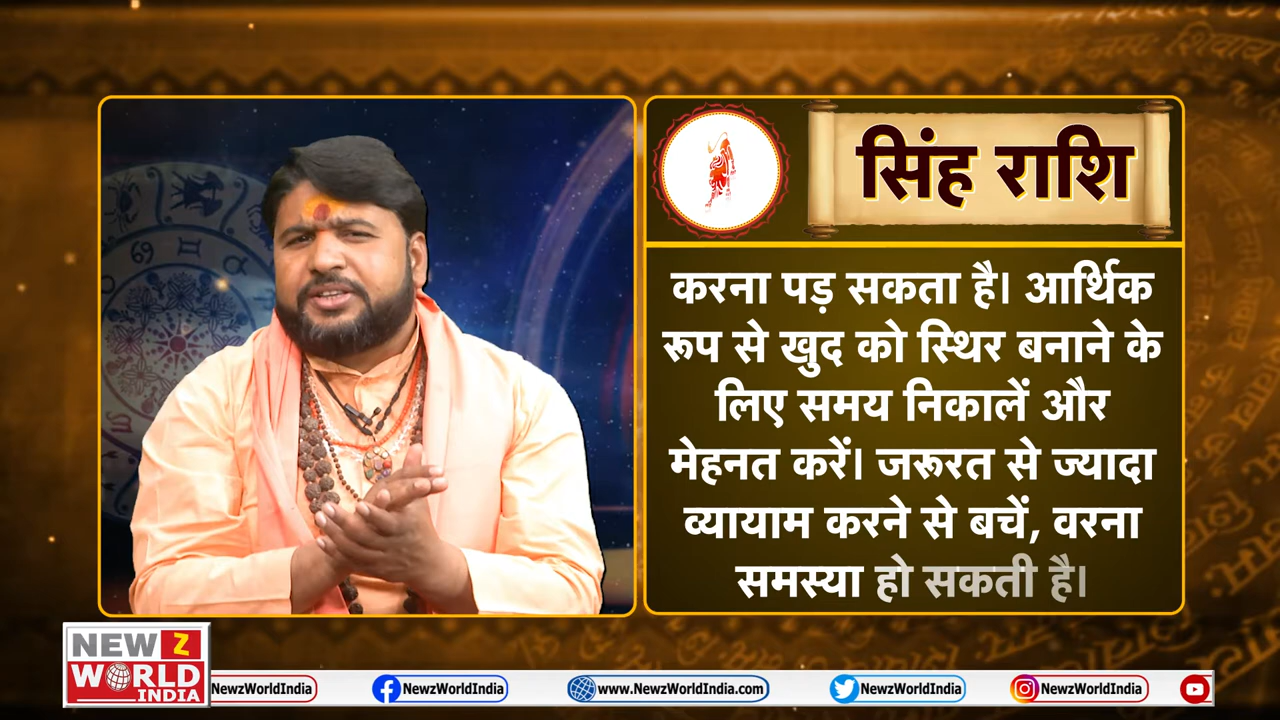 सिंह राशि
करना पड़ सकता है। आर्थिक
रूप से खुद को स्थिर बनाने के
लिए समय निकालें और
मेहनत करें। जरूरत से ज्यादा
व्यायाम करने से बचें, वरना
समस्या हो सकती है।
NEWZ
WORLD
INDIA
NewzWorldIndia
NewzWorldIndia
www.NewzWorldIndia.com
NewzWorldIndia
NewzWorldIndia